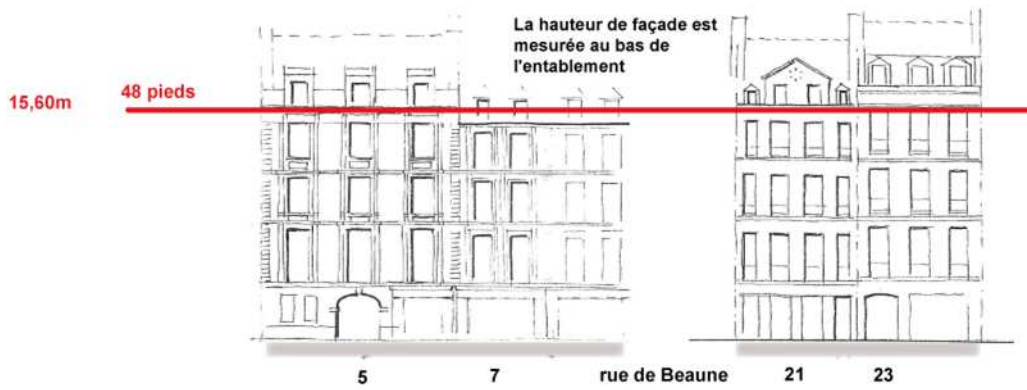 La hauteur de façade est
mesurée au bas de
l'entablement
15,60m
48 pieds
5
7
rue de Beaune
21
23